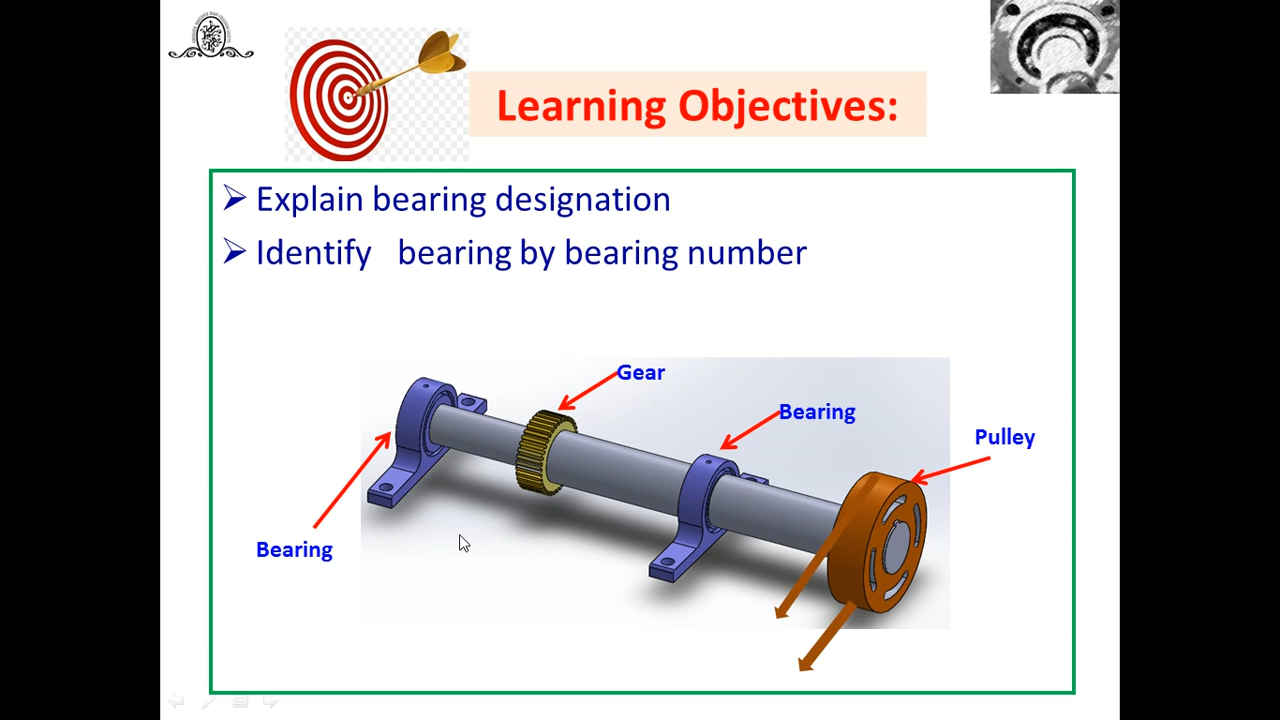 Learning Objectives:
Explain bearing designation
Identify bearing by bearing number
Gear
Bearing
Pulley
Bearing